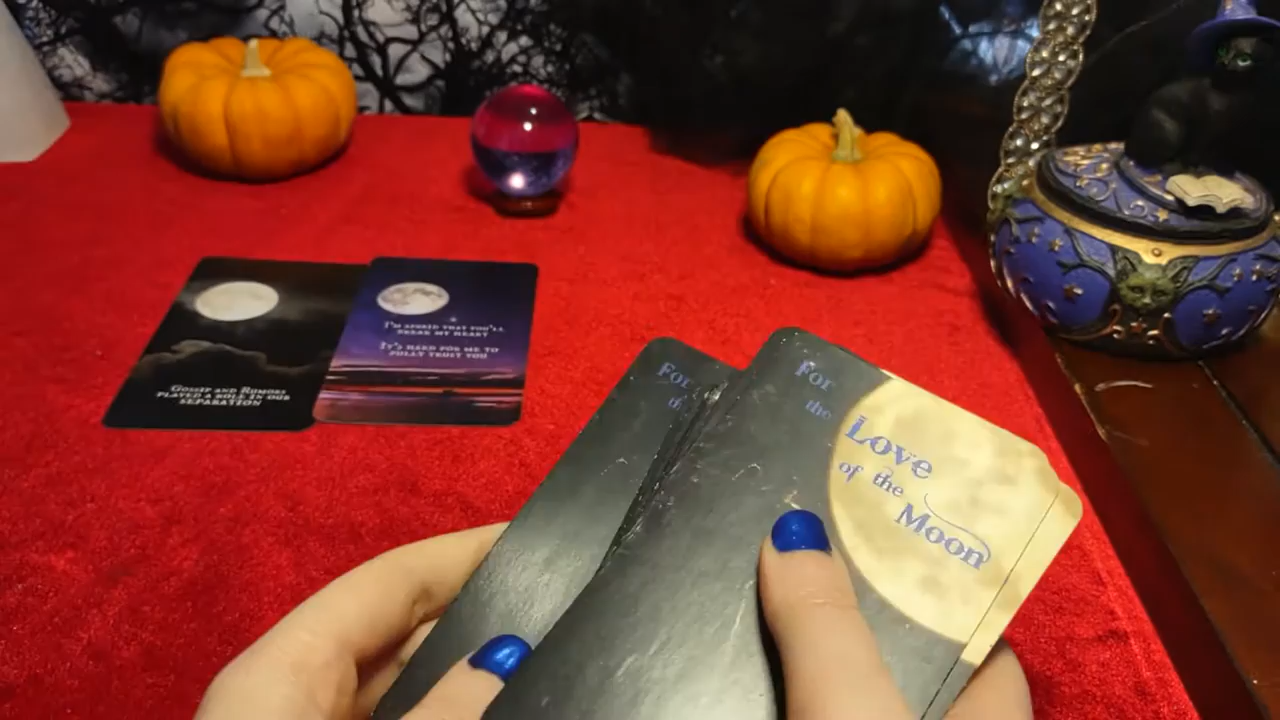 I'm afraid that you'll
break my heart
It's hard for me to
fully trust you
Gossip and Rumors
played a role in our
separation
For
For
the
Love
of the
Moon